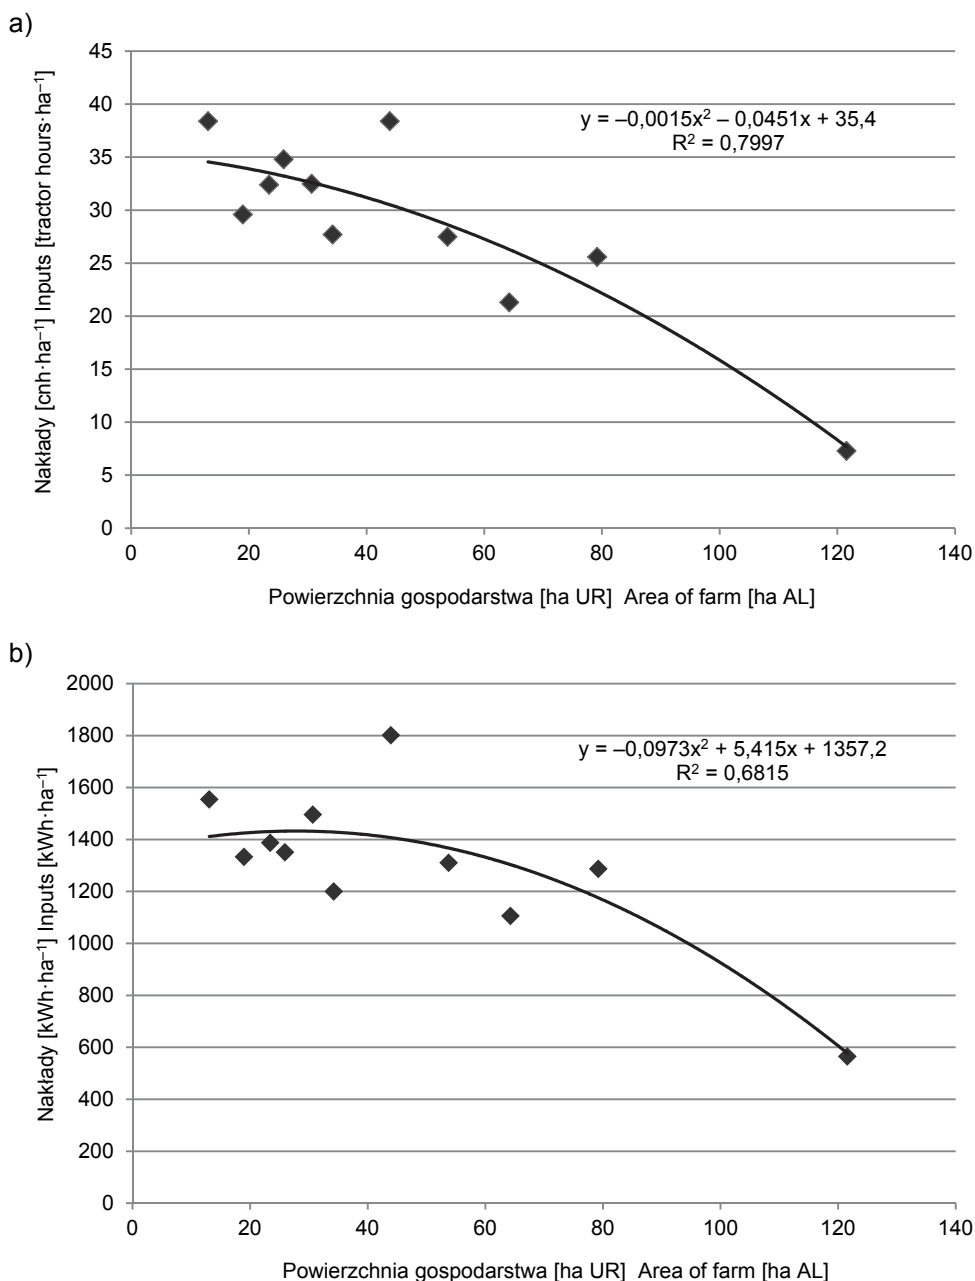 a)
Nakłady [cnh·ha⁻¹] Inputs [tractor hours·ha⁻¹]
45
40
35
30
25
20
15
10
5
0
y = –0,0015x² – 0,0451x + 35,4
R² = 0,7997
0 20 40 60 80 100 120 140
Powierzchnia gospodarstwa [ha UR] Area of farm [ha AL]
b)
Nakłady [kWh·ha⁻¹] Inputs [kWh·ha⁻¹]
2000
1800
1600
1400
1200
1000
800
600
400
200
0
y = –0,0973x² + 5,415x + 1357,2
R² = 0,6815
0 20 40 60 80 100 120 140
Powierzchnia gospodarstwa [ha UR] Area of farm [ha AL]